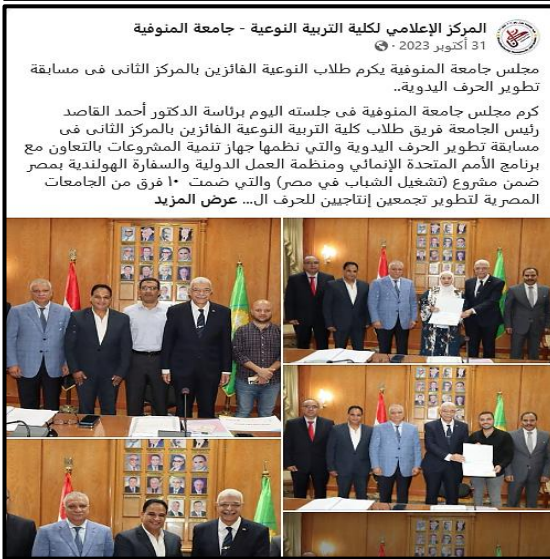 المركز الإعلامي لكلية التربية النوعية - جامعة المنوفية
31 أكتوبر 2023
مجلس جامعة المنوفية يكرم طلاب النوعية الفائزين بالمركز الثانى فى مسابقة
تطوير الحرف اليدوية..
كرم مجلس جامعة المنوفية فى جلسته اليوم برئاسة الدكتور أحمد القاصد
رئيس الجامعة فريق طلاب كلية التربية النوعية الفائزين بالمركز الثانى فى
مسابقة تطوير الحرف اليدوية والتي نظمها جهاز تنمية المشروعات بالتعاون مع
برنامج الأمم المتحدة الإنمائي ومنظمة العمل الدولية والسفارة الهولندية بمصر
ضمن مشروع (تشغيل الشباب في مصر) والتي ضمت ١٠ فرق من الجامعات
المصرية لتطوير تجمعين إنتاجيين للحرف ال... عرض المزيد